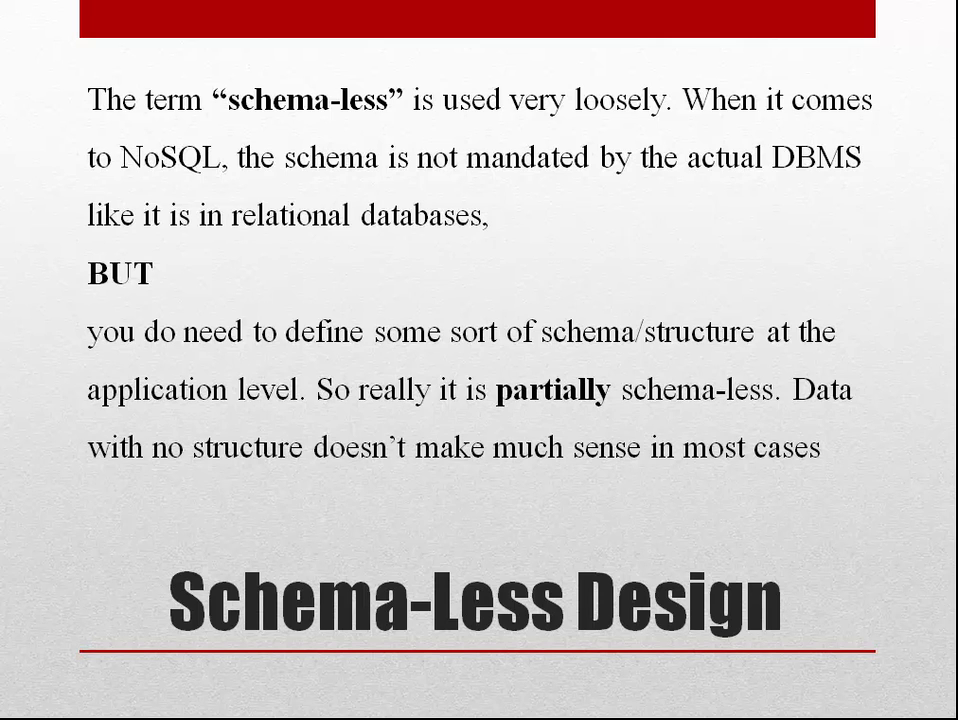 The term “schema-less” is used very loosely. When it comes
to NoSQL, the schema is not mandated by the actual DBMS
like it is in relational databases,
BUT
you do need to define some sort of schema/structure at the
application level. So really it is partially schema-less. Data
with no structure doesn’t make much sense in most cases
Schema-Less Design